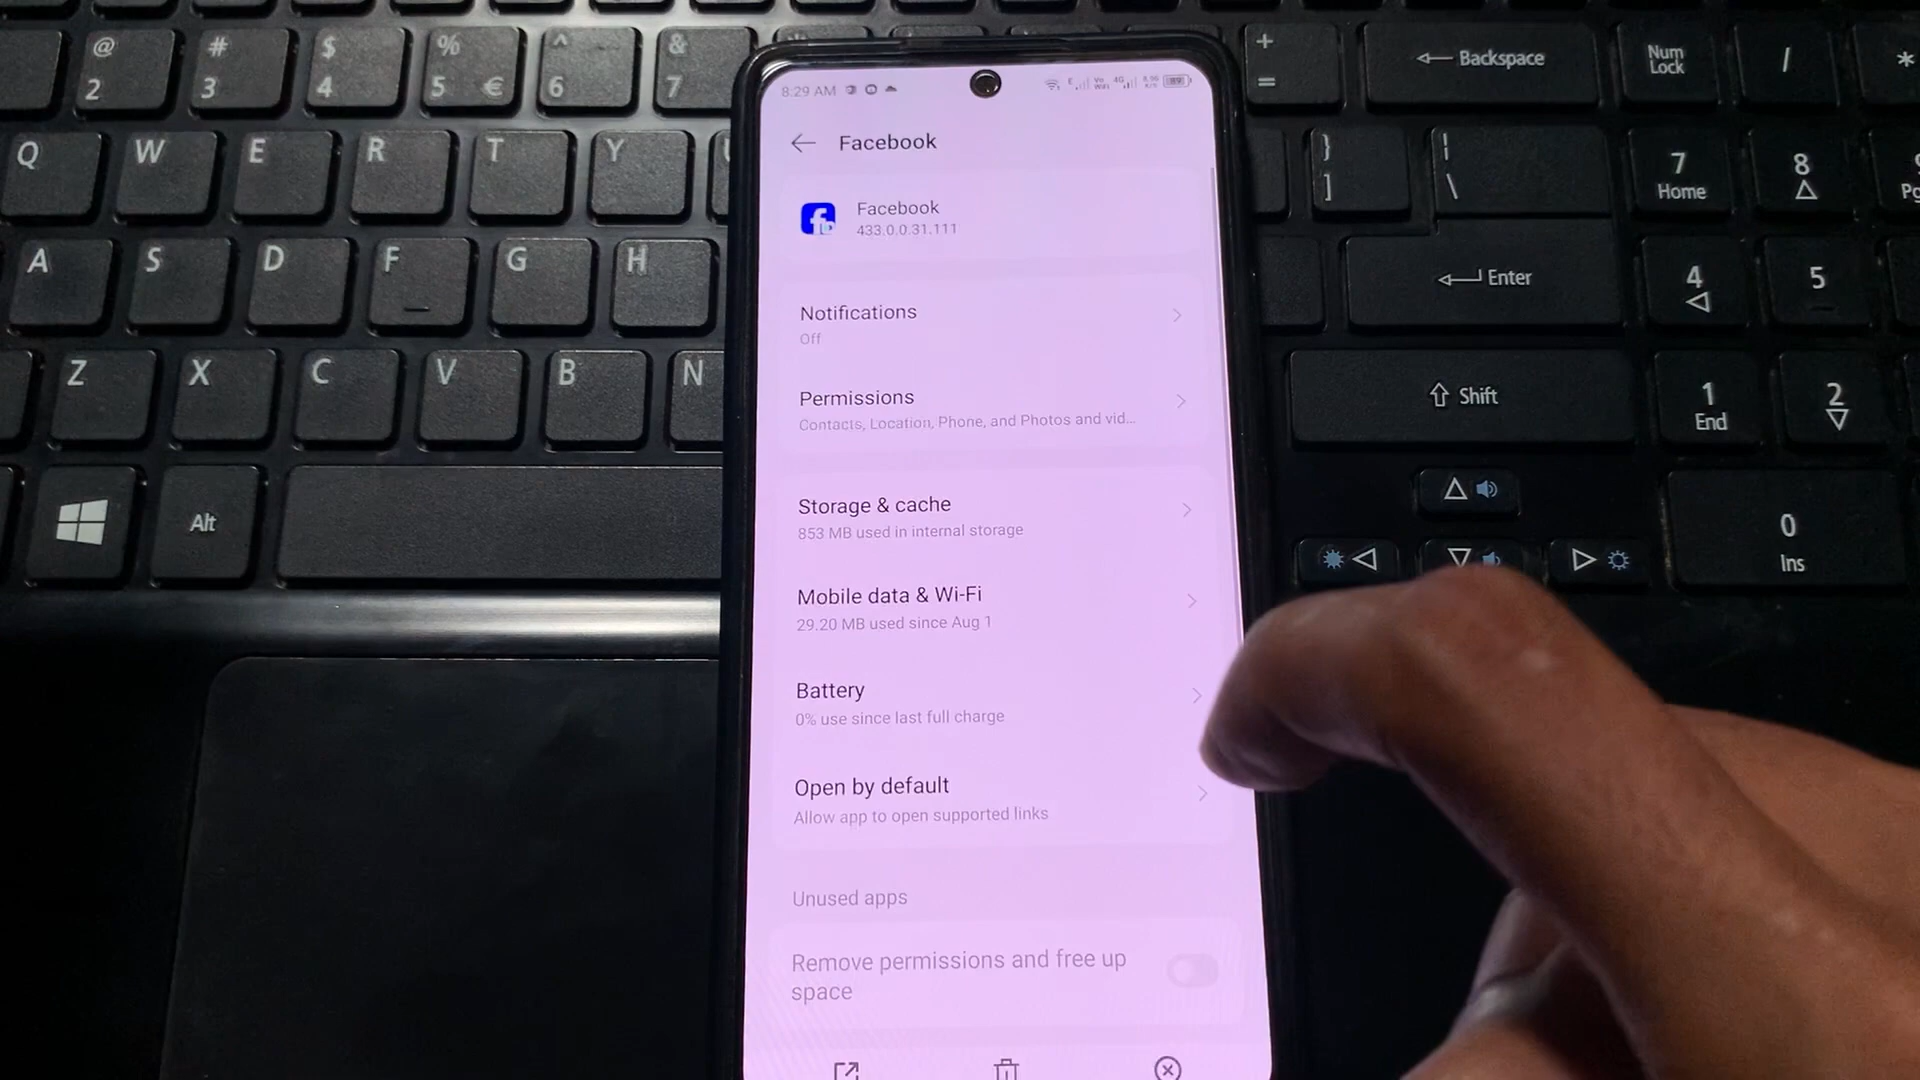 @ # $ % ^ & +
2 3 4 5 € 6 7 =
← Backspace
Num
Lock
/
*
8.29 AM
4G
Facebook
Facebook
433.0.0.31.111
Notifications
Off
Permissions
Contacts, Location, Phone, and Photos and vid...
Storage & cache
853 MB used in internal storage
Mobile data & Wi-Fi
29.20 MB used since Aug 1
Battery
0% use since last full charge
Open by default
Allow app to open supported links
Unused apps
Remove permissions and free up
space
Q W E R T Y
}
]
¦
\
7
Home
8
A S D F G H
Enter
4
5
Z X C V B N
Shift
1
End
2
Alt
0
Ins